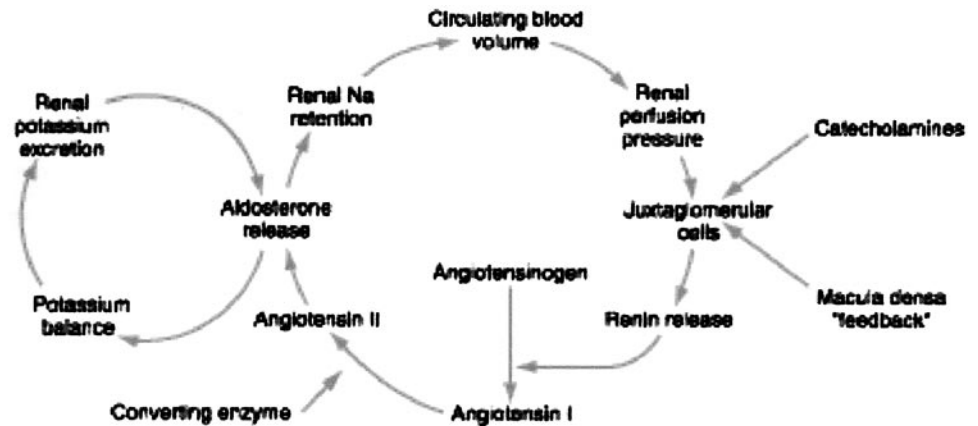 Circulating blood
volume
Renal
potassium
excretion
Renal Na
retention
Renal
perfusion
pressure
Catecholamines
Aldosterone
release
Juxtaglomerular
cells
Angiotensinogen
Potassium
balance
Angiotensin II
Renin release
Macula densa
"feedback"
Converting enzyme
Angiotensin I